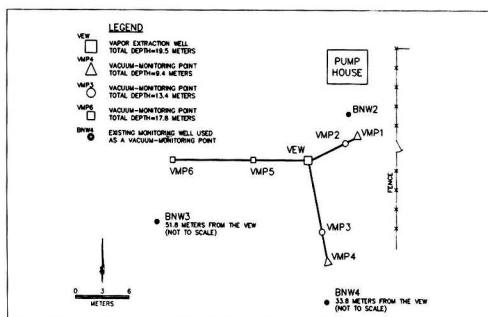 LEGEND
VEW
VAPOR EXTRACTION WELL
TOTAL DEPTH=19.5 METERS
VMP4
VACUUM-MONITORING POINT
TOTAL DEPTH=9.4 METERS
VMP3
VACUUM-MONITORING POINT
TOTAL DEPTH=13.4 METERS
VMP6
VACUUM-MONITORING POINT
TOTAL DEPTH=17.8 METERS
BNW4
EXISTING MONITORING WELL USED
AS A VACUUM-MONITORING POINT
PUMP
HOUSE
BNW2
VMP2
VMP1
VEW
VMP6
VMP5
FENCE
BNW3
51.8 METERS FROM THE VEW
(NOT TO SCALE)
VMP3
VMP4
BNW4
33.8 METERS FROM THE VEW
(NOT TO SCALE)
0 3 6
METERS